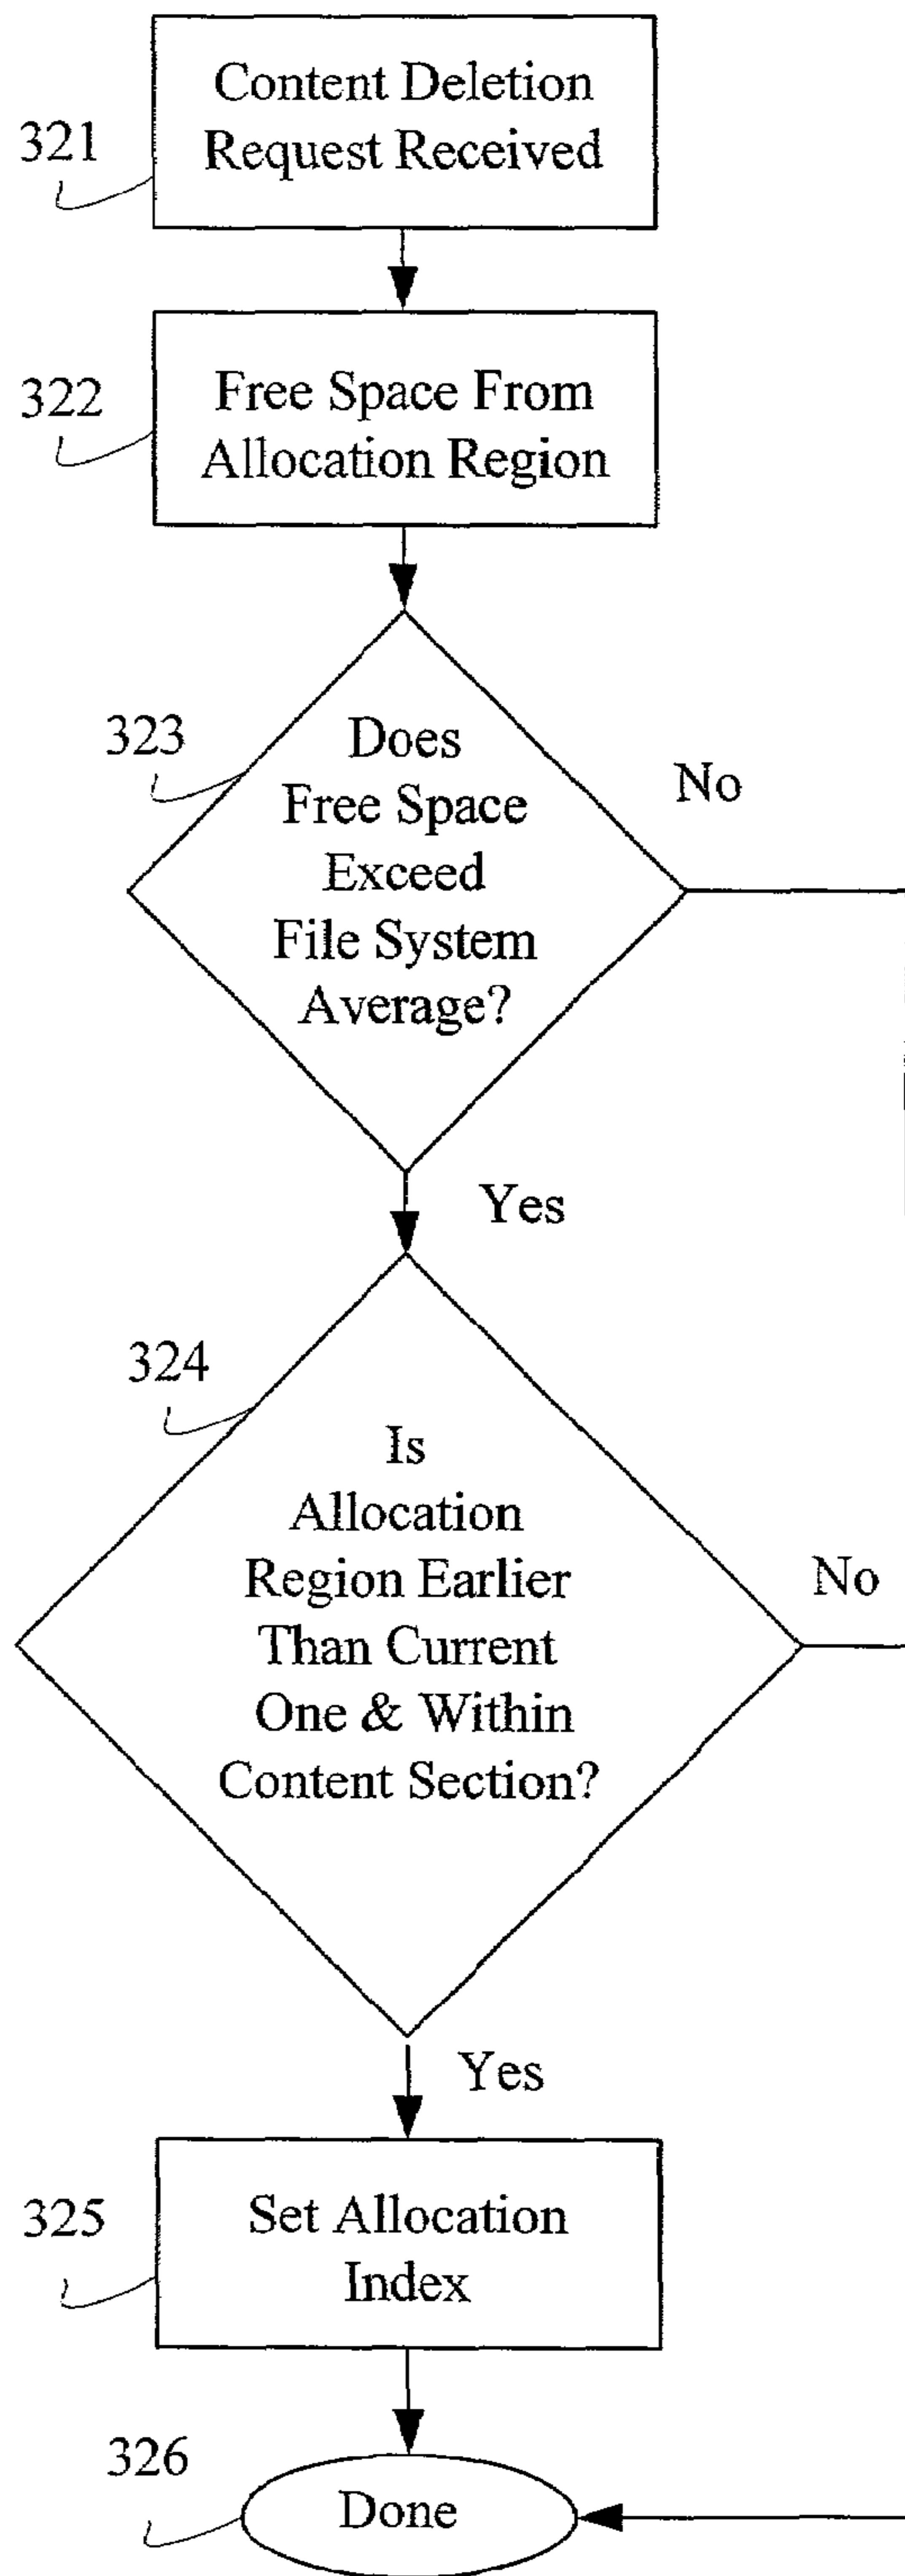 321
Content Deletion
Request Received
322
Free Space From
Allocation Region
323
Does
Free Space
Exceed
File System
Average?
No
Yes
324
Is
Allocation
Region Earlier
Than Current
One & Within
Content Section?
No
Yes
325
Set Allocation
Index
326
Done